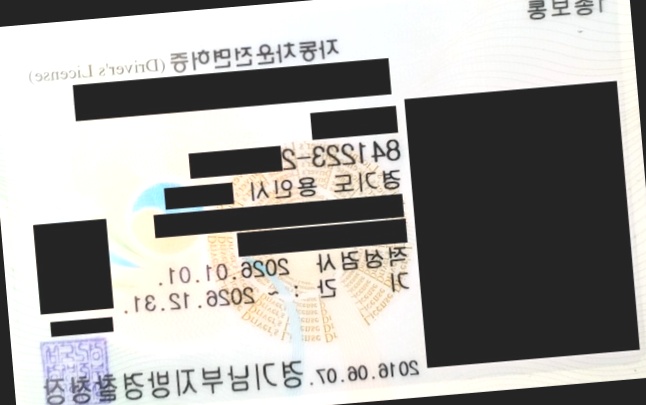 1종보통
자동차운전면허증 (Driver's License)
841223-2
경기도 용인시
적성검사 2026.01.01.
기 간 : ~ 2026.12.31.
2016.06.07. 경기남부지방경찰청장